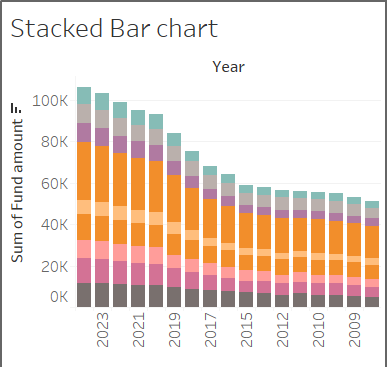 Stacked Bar chart
Year
Sum of Fund amount
100K
80K
60K
40K
20K
0K
2023
2021
2019
2017
2015
2012
2010
2009